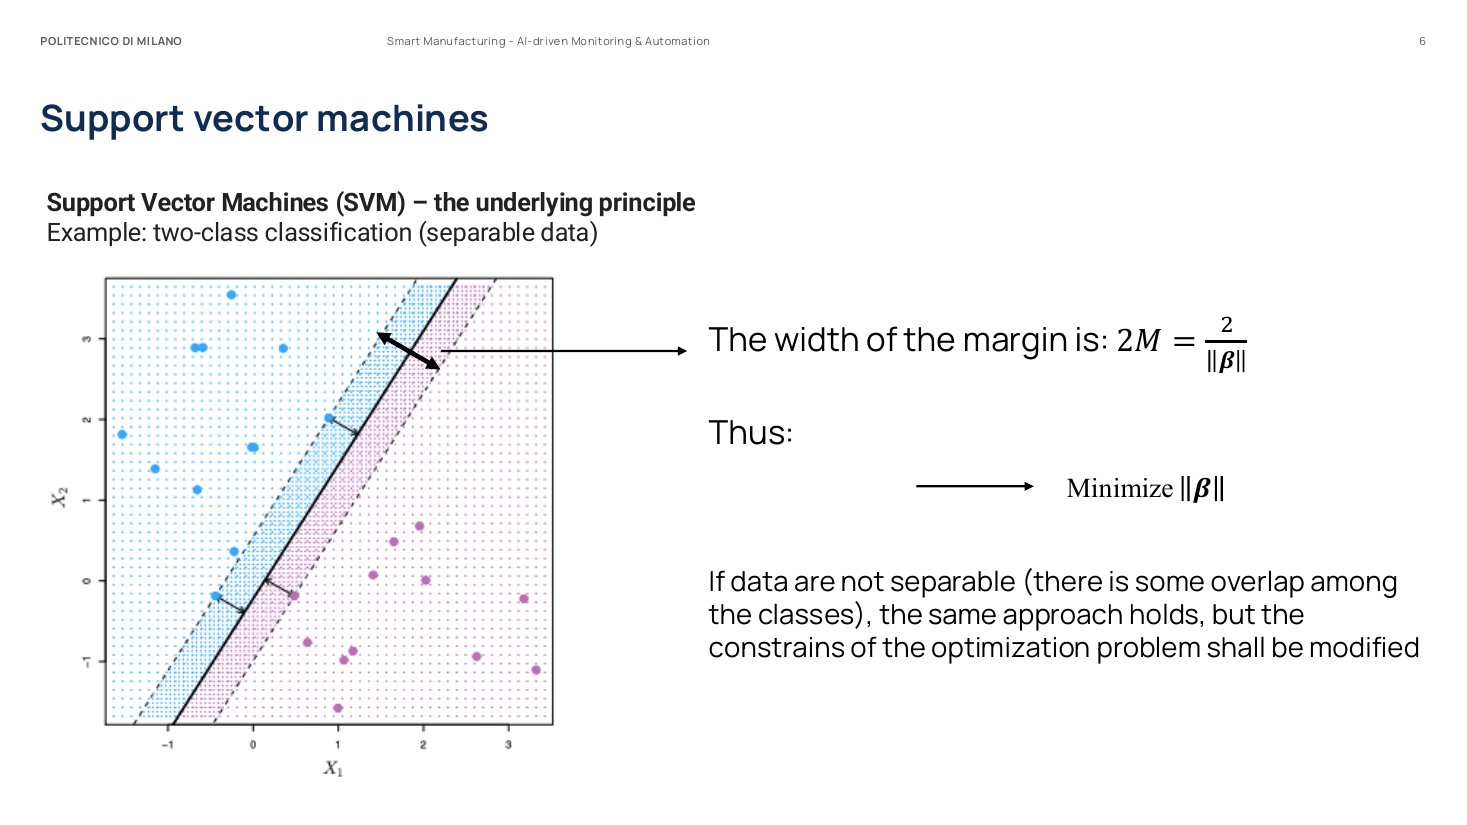 POLITECNICO DI MILANO
Smart Manufacturing - AI-driven Monitoring & Automation
6
Support vector machines
Support Vector Machines (SVM) – the underlying principle
Example: two-class classification (separable data)
The width of the margin is: 2M = 2/‖β‖
Thus:
Minimize ‖β‖
If data are not separable (there is some overlap among
the classes), the same approach holds, but the
constrains of the optimization problem shall be modified
3
2
1
0
-1
X₂
-1 0 1 2 3
X₁